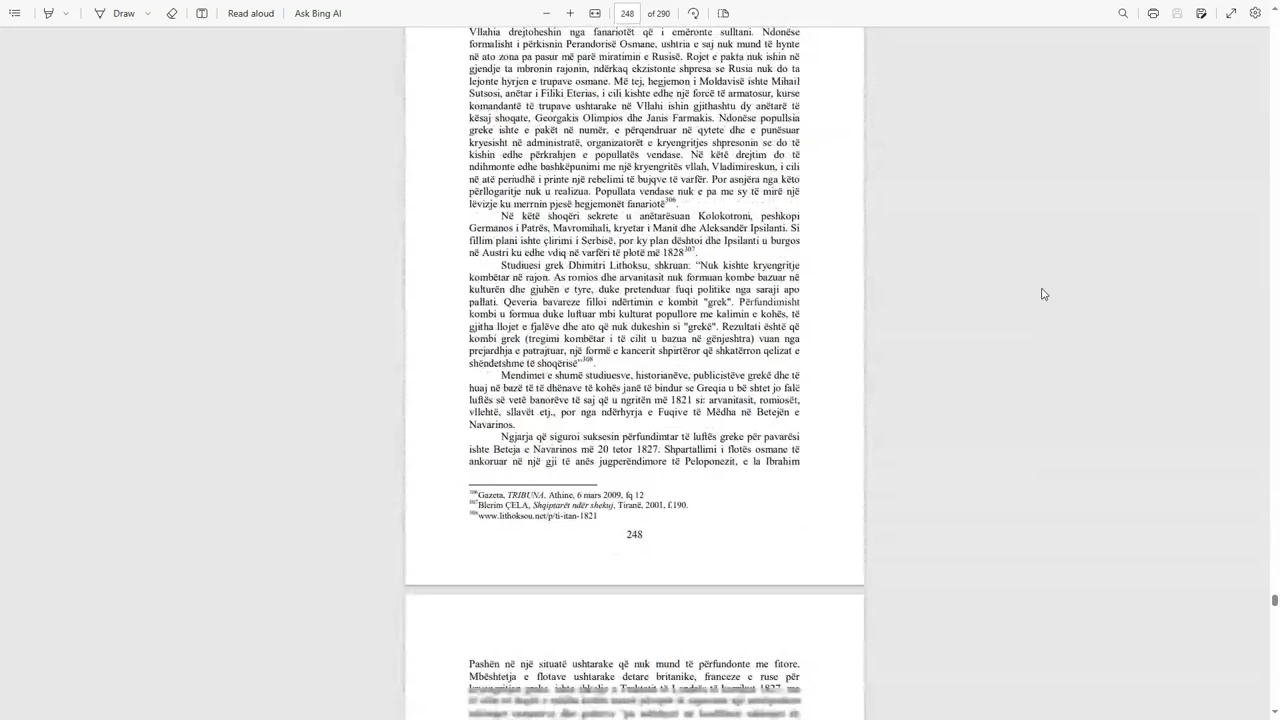 Draw
Read aloud
Ask Bing AI
248 of 290
Vllahia drejtoheshin nga fanariotët që i emëronte sulltani. Ndonëse
formalisht i përkisnin Perandorisë Osmane, ushtria e saj nuk mund të hynte
në ato zona pa pasur më parë miratimin e Rusisë. Rojet e pakta nuk ishin në
gjendje ta mbronin rajonin, ndërkaq ekzistonte shpresa se Rusia nuk do ta
lejonte hyrjen e trupave osmane. Më tej, hegjemon i Moldavisë ishte Mihail
Sutsosi, anëtar i Filiki Eterias, i cili kishte edhe një forcë të armatosur, kurse
komandantë të trupave ushtarake në Vllahi ishin gjithashtu dy anëtarë të
kësaj shoqate, Georgakis Olimpios dhe Janis Farmakis. Ndonëse popullsia
greke ishte e pakët në numër, e përqendruar në qytete dhe e punësuar
kryesisht në administratë, organizatorët e kryengritjes shpresonin se do të
kishin edhe përkrahjen e popullatës vendase. Në këtë drejtim do të
ndihmonte edhe bashkëpunimi me një kryengritës vllah, Vladimireskun, i cili
në atë periudhë i printe një rebelimi të bujqve të varfër. Por asnjëra nga këto
përllogaritje nuk u realizua. Popullata vendase nuk e pa me sy të mirë një
lëvizje ku merrnin pjesë hegjemonët fanariotë306.
Në këtë shoqëri sekrete u anëtarësuan Kolokotroni, peshkopi
Germanos i Patrës, Mavromihali, kryetar i Manit dhe Aleksandër Ipsilanti. Si
fillim plani ishte çlirimi i Serbisë, por ky plan dështoi dhe Ipsilanti u burgos
në Austri ku edhe vdiq në varfëri të plotë më 1828307.
Studiuesi grek Dhimitri Lithoksu, shkruan: “Nuk kishte kryengritje
kombëtar në rajon. As romios dhe arvanitasit nuk formuan kombe bazuar në
kulturën dhe gjuhën e tyre, duke pretenduar fuqi politike nga saraji apo
pallati. Qeveria bavareze filloi ndërtimin e kombit "grek". Përfundimisht
kombi u formua duke luftuar mbi kulturat popullore me kalimin e kohës, të
gjitha llojet e fjalëve dhe ato që nuk dukeshin si "grekë". Rezultati është që
kombi grek (tregimi kombëtar i të cilit u bazua në gënjeshtra) vuan nga
prejardhja e patrajtuar, një formë e kancerit shpirtëror që shkatërron qelizat e
shëndetshme të shoqërisë”308.
Mendimet e shumë studiuesve, historianëve, publicistëve grekë dhe të
huaj në bazë të të dhënave të kohës janë të bindur se Greqia u bë shtet jo falë
luftës së vetë banorëve të saj që u ngritën më 1821 si: arvanitasit, romiosët,
vllehtë, sllavët etj., por nga ndërhyrja e Fuqive të Mëdha në Betejën e
Navarinos.
Ngjarja që siguroi suksesin përfundimtar të luftës greke për pavarësi
ishte Beteja e Navarinos më 20 tetor 1827. Shpartallimi i flotës osmane të
ankoruar në një gji të anës jugperëndimore të Peloponezit, e la Ibrahim
306Gazeta, TRIBUNA, Athine, 6 mars 2009, fq 12
307Blerim ÇELA, Shqiptarët ndër shekuj, Tiranë, 2001, f.190.
308www.lithoksou.net/p/ti-itan-1821
248
Pashën në një situatë ushtarake që nuk mund të përfundonte me fitore.
Mbështetja e flotave ushtarake detare britanike, franceze e ruse për